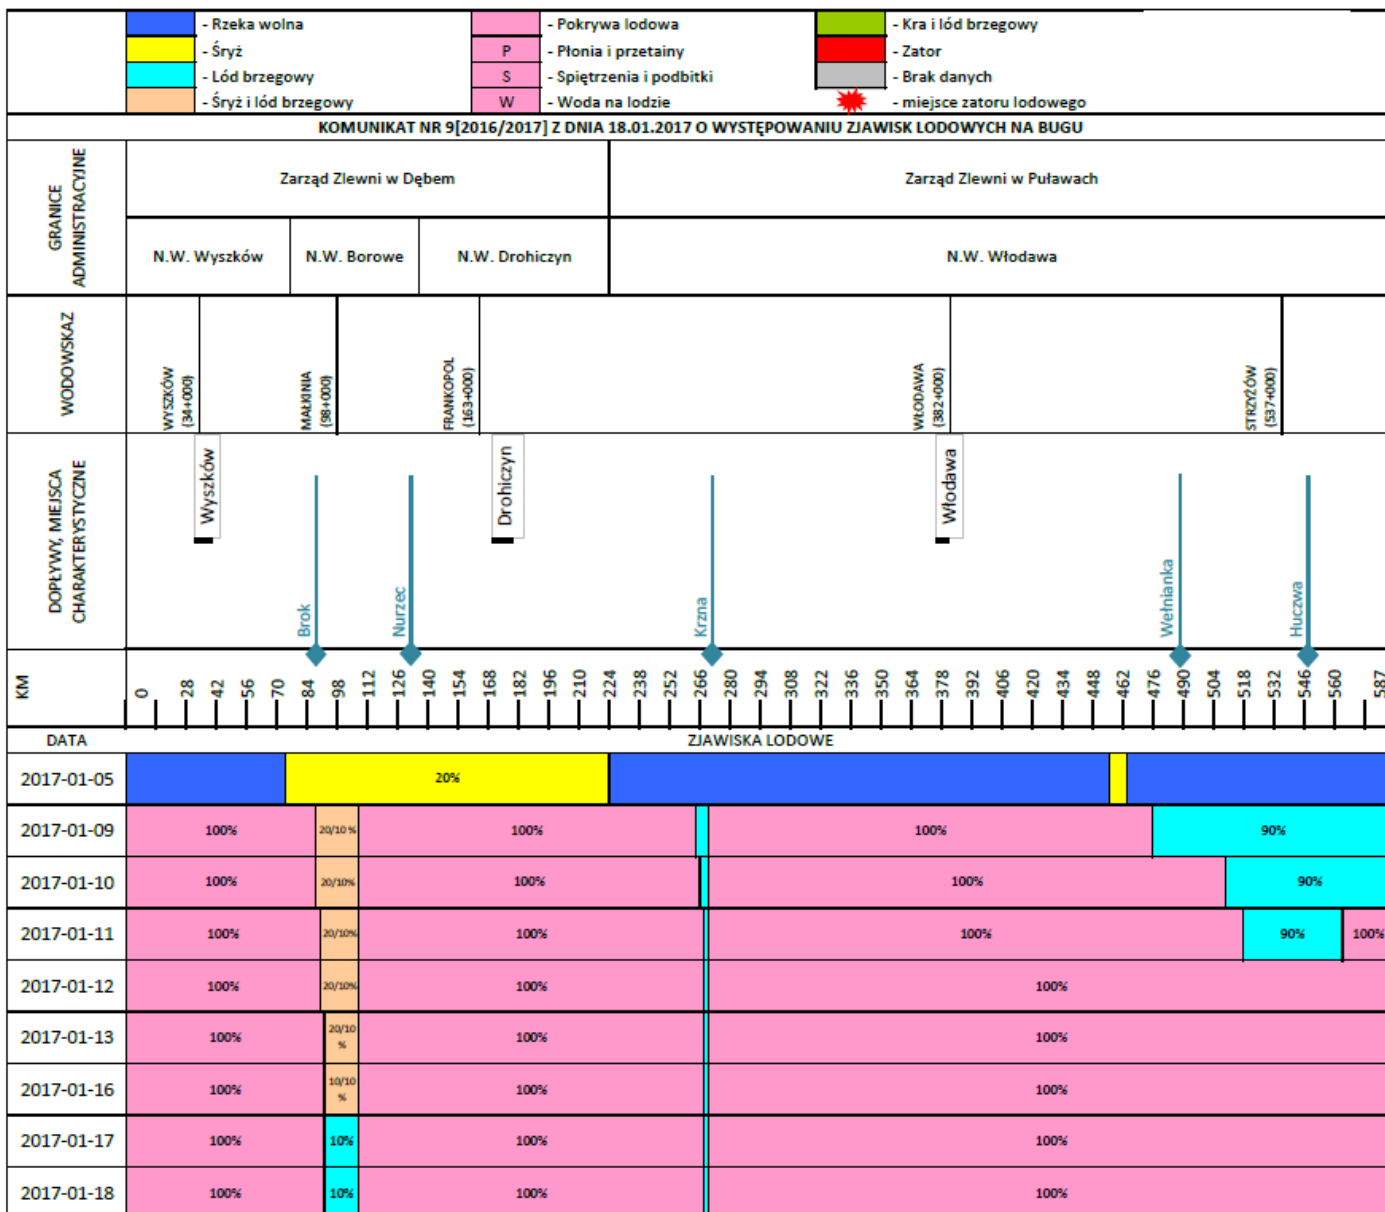 - Rzeka wolna
- Pokrywa lodowa
- Kra i lód brzegowy
- Śryż
P
- Płonia i przetainy
- Zator
- Lód brzegowy
S
- Spiętrzenia i podbitki
- Brak danych
- Śryż i lód brzegowy
W
- Woda na lodzie
- miejsce zatoru lodowego
KOMUNIKAT NR 9[2016/2017] Z DNIA 18.01.2017 O WYSTĘPOWANIU ZJAWISK LODOWYCH NA BUGU
GRANICE
ADMINISTRACYJNE
Zarząd Zlewni w Dębem
Zarząd Zlewni w Puławach
N.W. Wyszków
N.W. Borowe
N.W. Drohiczyn
N.W. Włodawa
WODOWSKAZ
WYSZKÓW
(34+000)
MAŁKINIA
(98+000)
FRANKOPOL
(163+000)
WŁODAWA
(382+000)
STRZYŻÓW
(537+000)
DOPŁYWY, MIEJSCA
CHARAKTERYSTYCZNE
Wyszków
Drohiczyn
Włodawa
Brok
Nurzec
Krzna
Wełnianka
Huczwa
KM
0 28 42 56 70 84 98 112 126 140 154 168 182 196 210 224 238 252 266 280 294 308 322 336 350 364 378 392 406 420 434 448 462 476 490 504 518 532 546 560 587
DATA
ZJAWISKA LODOWE
2017-01-05
20%
2017-01-09
100%
20/10 %
100%
100%
90%
2017-01-10
100%
20/10%
100%
100%
90%
2017-01-11
100%
20/10%
100%
100%
90%
100%
2017-01-12
100%
20/10%
100%
100%
2017-01-13
100%
20/10
%
100%
100%
2017-01-16
100%
10/10
%
100%
100%
2017-01-17
100%
10%
100%
100%
2017-01-18
100%
10%
100%
100%